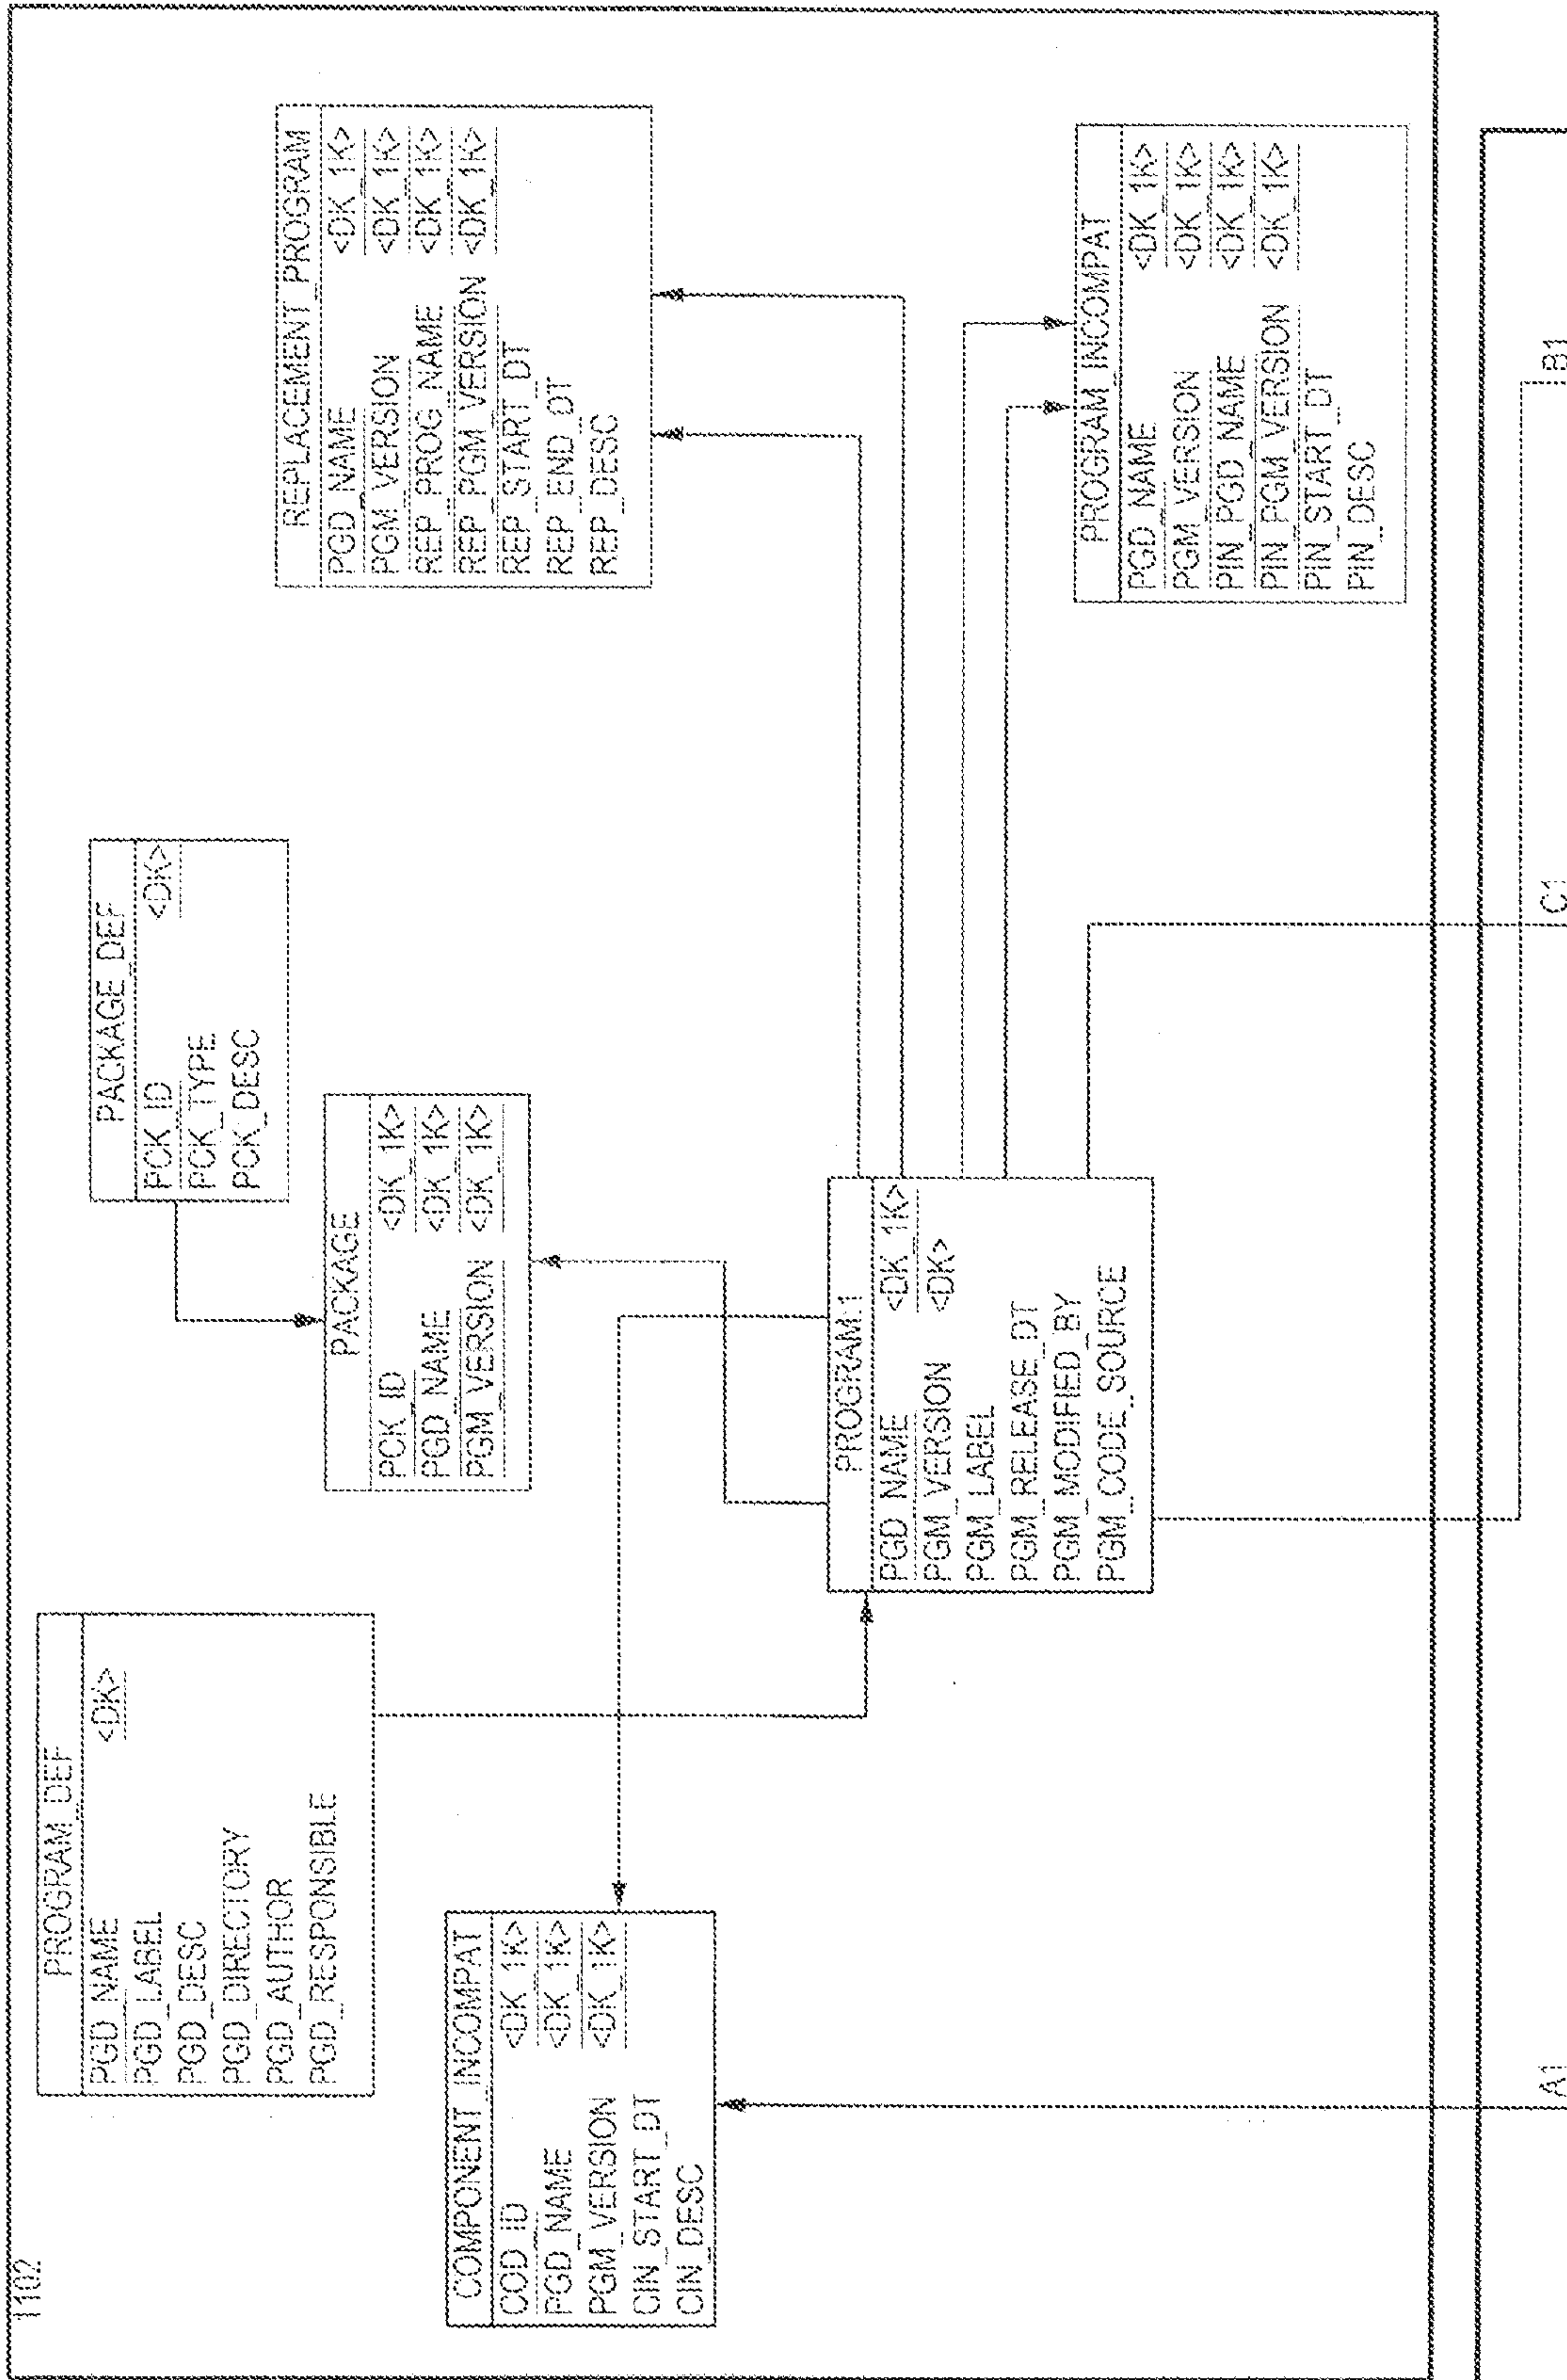 1102
PROGRAM_DEF
PGD_NAME <DK>
PGD_LABEL
PGD_DESC
PGD_DIRECTORY
PGD_AUTHOR
PGD_RESPONSIBLE
PACKAGE_DEF
PCK_ID <DK>
PCK_TYPE
PCK_DESC
REPLACEMENT_PROGRAM
PGD_NAME <DK_1K>
PGM_VERSION <DK_1K>
REP_PROG_NAME <DK_1K>
REP_PGM_VERSION <DK_1K>
REP_START_DT
REP_END_DT
REP_DESC
PACKAGE
PCK_ID <DK_1K>
PGD_NAME <DK_1K>
PGM_VERSION <DK_1K>
COMPONENT_INCOMPAT
COD_ID <DK_1K>
PGD_NAME <DK_1K>
PGM_VERSION <DK_1K>
CIN_START_DT
CIN_DESC
PROGRAM:1
PGD_NAME <DK_1K>
PGM_VERSION <DK>
PGM_LABEL
PGM_RELEASE_DT
PGM_MODIFIED_BY
PGM_CODE_SOURCE
PROGRAM_INCOMPAT
PGD_NAME <DK_1K>
PGM_VERSION <DK_1K>
PIN_PGD_NAME <DK_1K>
PIN_PGM_VERSION <DK_1K>
PIN_START_DT
PIN_DESC
A1
C1
B1